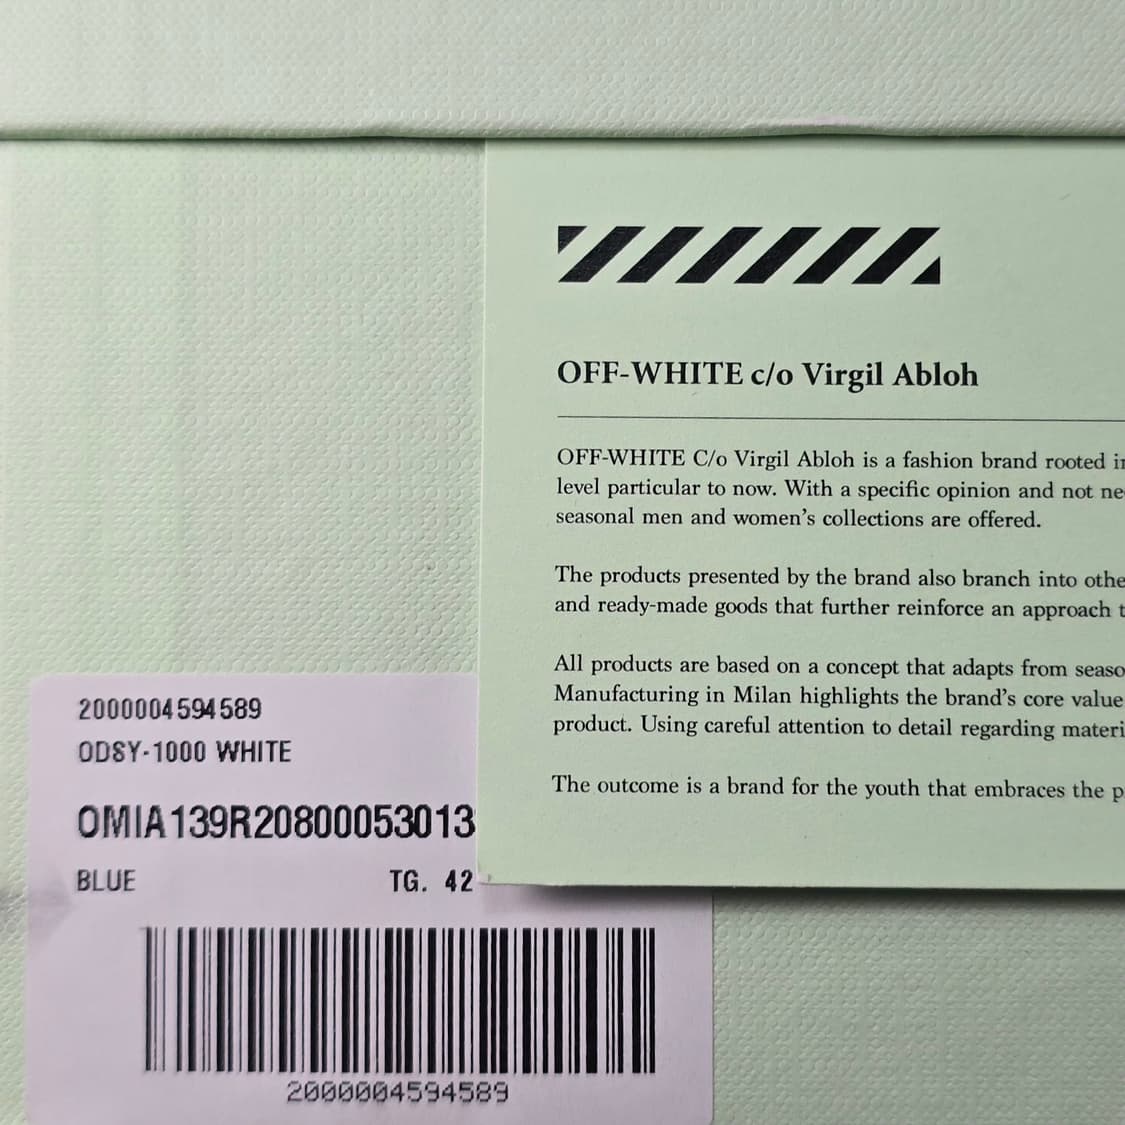 OFF-WHITE c/o Virgil Abloh
OFF-WHITE C/o Virgil Abloh is a fashion brand rooted
level particular to now. With a specific opinion and not
seasonal men and women's collections are offered.
The products presented by the brand also branch into
and ready-made goods that further reinforce an approach
All products are based on a concept that adapts from
Manufacturing in Milan highlights the brand's core
product. Using careful attention to detail regarding
The outcome is a brand for the youth that embraces the
2000004594589
ODSY-1000 WHITE
OMIA139R20800053013
BLUE TG. 42
2000004594589